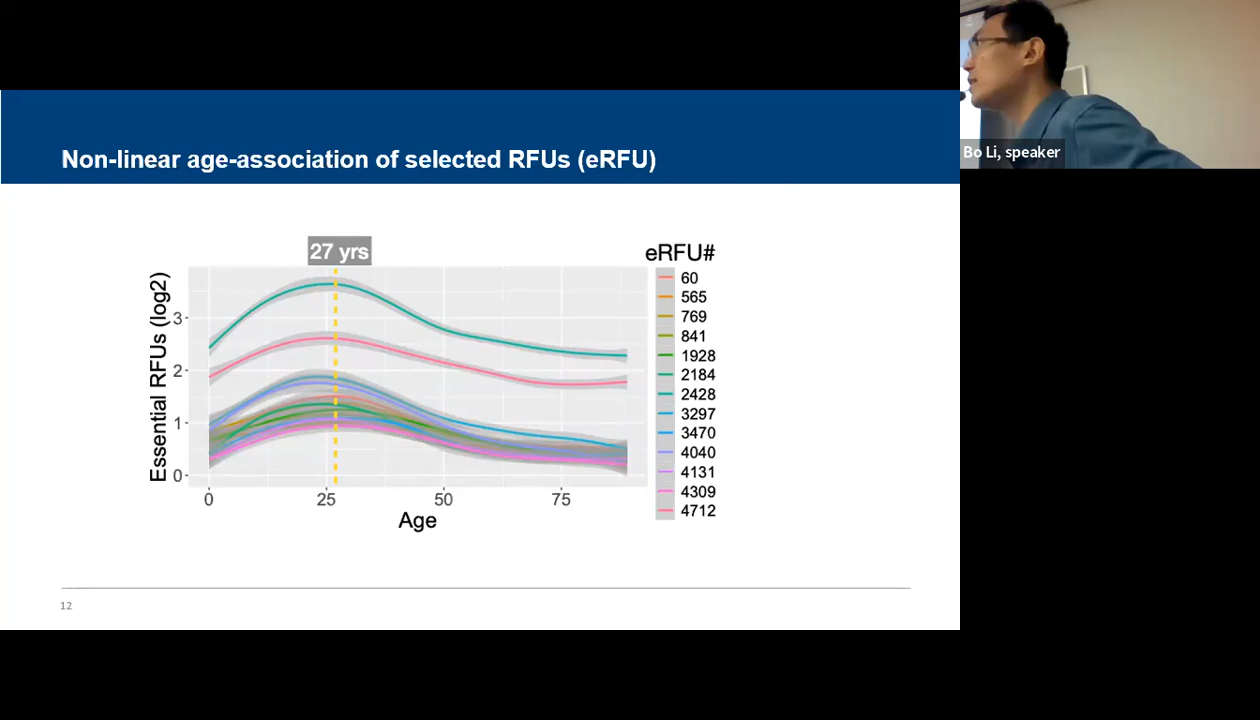 Non-linear age-association of selected RFUs (eRFU)
Bo Li, speaker
27 yrs
eRFU#
60
565
769
841
1928
2184
2428
3297
3470
4040
4131
4309
4712
Essential RFUs (log2)
3
2
1
0
0 25 50 75
Age
12